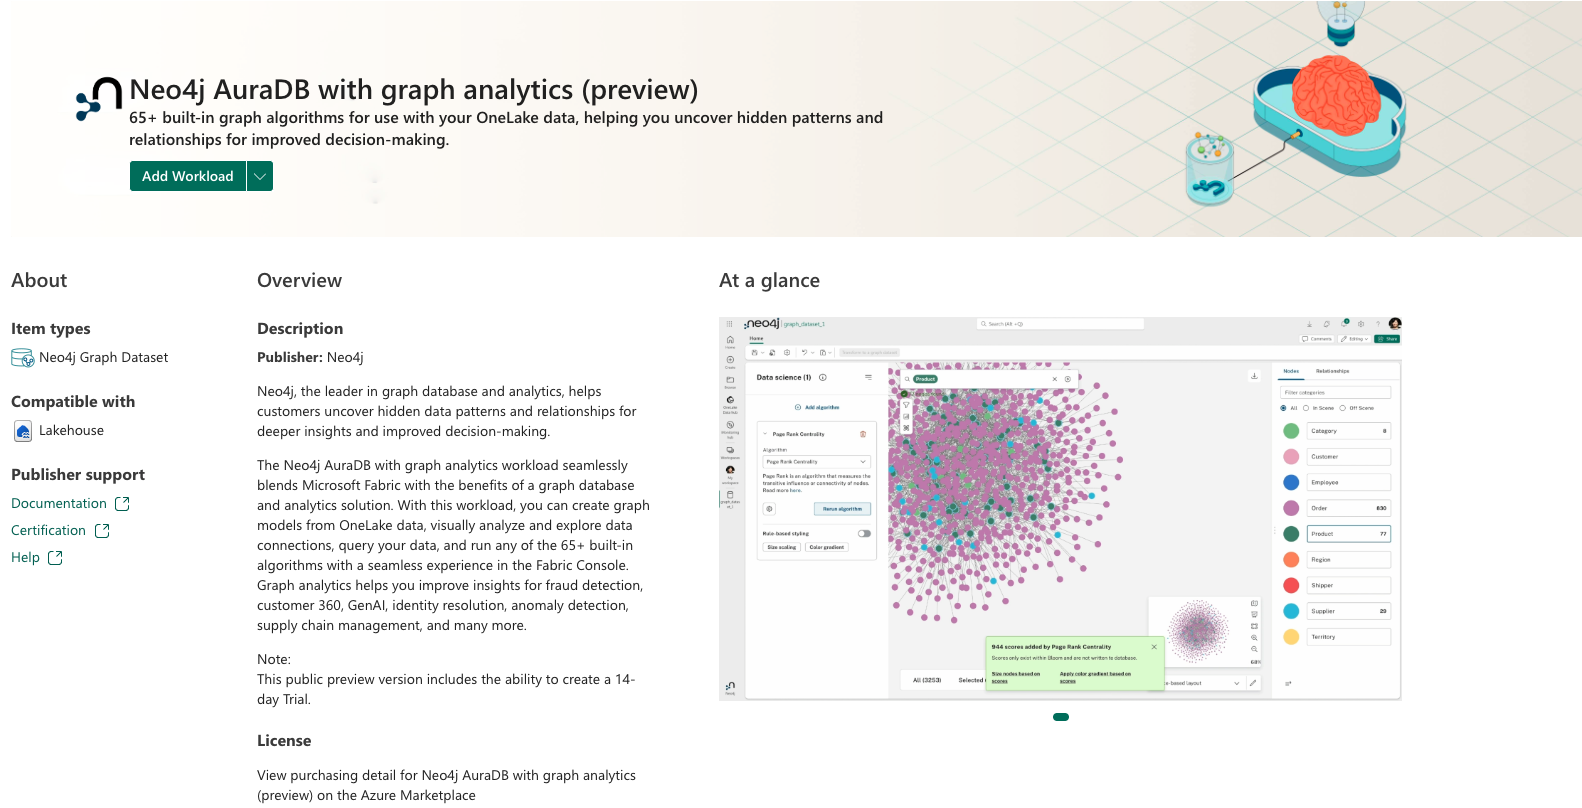 Neo4j AuraDB with graph analytics (preview)
65+ built-in graph algorithms for use with your OneLake data, helping you uncover hidden patterns and
relationships for improved decision-making.
Add Workload
About
Item types
Neo4j Graph Dataset
Compatible with
Lakehouse
Publisher support
Documentation
Certification
Help
Overview
Description
Publisher: Neo4j
Neo4j, the leader in graph database and analytics, helps
customers uncover hidden data patterns and relationships for
deeper insights and improved decision-making.
The Neo4j AuraDB with graph analytics workload seamlessly
blends Microsoft Fabric with the benefits of a graph database
and analytics solution. With this workload, you can create graph
models from OneLake data, visually analyze and explore data
connections, query your data, and run any of the 65+ built-in
algorithms with a seamless experience in the Fabric Console.
Graph analytics helps you improve insights for fraud detection,
customer 360, GenAI, identity resolution, anomaly detection,
supply chain management, and many more.
Note:
This public preview version includes the ability to create a 14-
day Trial.
License
View purchasing detail for Neo4j AuraDB with graph analytics
(preview) on the Azure Marketplace
At a glance
neo4j graph_dataset_1
Search (Alt +Q)
Home
Comments
Editing
Share
Data science (1)
Add algorithm
Page Rank Centrality
Algorithm
Page Rank Centrality
Page Rank is an algorithm that measures the
transitive influence or connectivity of nodes.
Read more here.
Rerun algorithm
Rule-based styling
Size scaling
Color gradient
Product
Nodes
Relationships
Filter categories
All
In Scene
Off Scene
Category 8
Customer
Employee
Order 830
Product 77
Region
Shipper
Supplier 29
Territory
944 scores added by Page Rank Centrality
Scores only exist within Bloom and are not written to database.
Size nodes based on
scores
Apply color gradient based on
scores
All (3253)
Selected
-based layout
68%